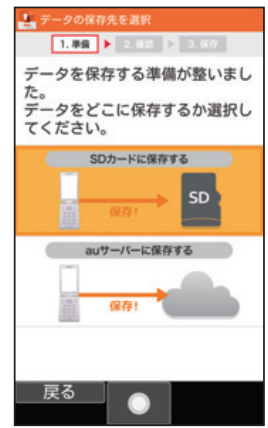 データの保存先を選択
1. 準備 ▶ 2. 確認 ▶ 3. 保存
データを保存する準備が整いまし
た。
データをどこに保存するか選択し
てください。
SDカードに保存する
保存!
SD
auサーバーに保存する
保存!
戻る